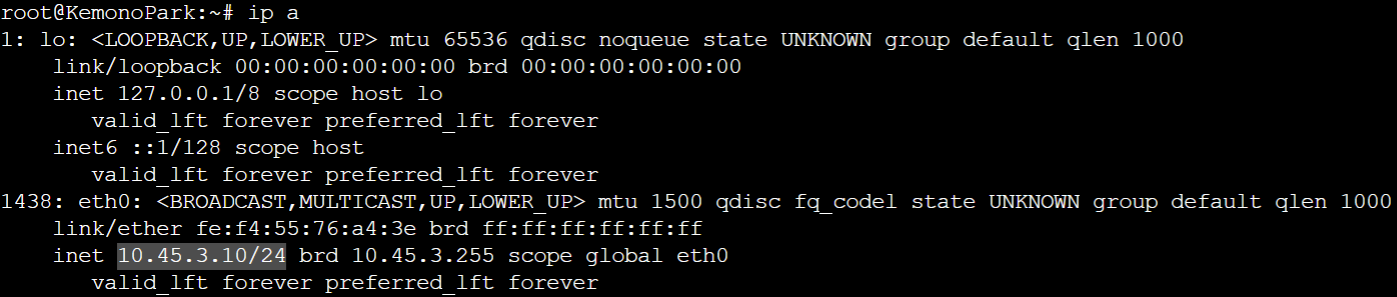 root@KemonoPark:~# ip a
1: lo: <LOOPBACK,UP,LOWER_UP> mtu 65536 qdisc noqueue state UNKNOWN group default qlen 1000
    link/loopback 00:00:00:00:00:00 brd 00:00:00:00:00:00
    inet 127.0.0.1/8 scope host lo
       valid_lft forever preferred_lft forever
    inet6 ::1/128 scope host
       valid_lft forever preferred_lft forever
1438: eth0: <BROADCAST,MULTICAST,UP,LOWER_UP> mtu 1500 qdisc fq_codel state UNKNOWN group default qlen 1000
    link/ether fe:f4:55:76:a4:3e brd ff:ff:ff:ff:ff:ff
    inet 10.45.3.10/24 brd 10.45.3.255 scope global eth0
       valid_lft forever preferred_lft forever